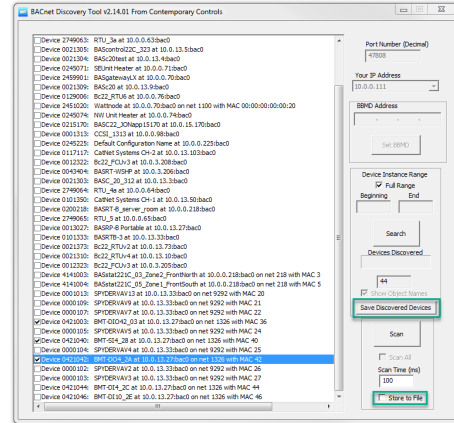 BACnet Discovery Tool v2.14.01 From Contemporary Controls
Device 2749063: RTU_3a at 10.0.0.63:bac0
Device 0021305: BAScontrol22C_323 at 10.0.13.5:bac0
Device 0021304: BASc20test at 10.0.13.4:bac0
Device 0245071: SEUnit Heater at 10.0.0.71:bac0
Device 2459901: BASgatewayLX at 10.0.0.70:bac0
Device 0021309: BASc20 at 10.0.13.9:bac0
Device 0129006: Bc22_RTU6 at 10.0.0.76:bac0
Device 2451020: Wattnode at 10.0.0.70:bac0 on net 1100 with MAC 00:00:00:00:00:20
Device 0245074: NW Unit Heater at 10.0.0.74:bac0
Device 0215170: BASC22_JONapp15170 at 10.0.15.170:bac0
Device 0001313: CCSI_1313 at 10.0.0.98:bac0
Device 0245225: Default Configuration Name at 10.0.0.225:bac0
Device 0117117: CatNet Systems CH-2 at 10.0.13.103:bac0
Device 0012322: Bc22_FCUv3 at 10.0.3.208:bac0
Device 0043404: BASRT-WSHP at 10.0.3.206:bac0
Device 0021303: BASC_20_312 at 10.0.13.3:bac0
Device 2749064: RTU_4a at 10.0.0.64:bac0
Device 0101350: CatNet Systems CH-1 at 10.0.13.50:bac0
Device 0200218: BASRT-B_server_room at 10.0.0.218:bac0
Device 2749065: RTU_5 at 10.0.0.65:bac0
Device 0013027: BASRP-B Portable at 10.0.13.27:bac0
Device 0101333: BASRTB-3 at 10.0.13.33:bac0
Device 0021373: Bc22_RTUv2 at 10.0.13.73:bac0
Device 0021310: Bc22_RTUv4 at 10.0.13.10:bac0
Device 0012323: Bc22_FCUv3 at 10.0.3.205:bac0
Device 4141003: BASstat221C_03_Zone2_FrontNorth at 10.0.0.218:bac0 on net 218 with MAC 3
Device 4141004: BASstat221C_05_Zone1_FrontSouth at 10.0.0.218:bac0 on net 218 with MAC 5
Device 0001013: SPYDERVAV13 at 10.0.13.33:bac0 on net 9292 with MAC 20
Device 0000109: SPYDERVAV9 at 10.0.13.33:bac0 on net 9292 with MAC 21
Device 0000107: SPYDERVAV7 at 10.0.13.33:bac0 on net 9292 with MAC 22
Device 0421003: BMT-DIO42_03 at 10.0.13.27:bac0 on net 1326 with MAC 36
Device 0000105: SPYDERVAV5 at 10.0.13.33:bac0 on net 9292 with MAC 24
Device 0421040: BMT-SI4_28 at 10.0.13.27:bac0 on net 1326 with MAC 40
Device 0000104: SPYDERVAV4 at 10.0.13.33:bac0 on net 9292 with MAC 25
Device 0421042: BMT-DO4_2A at 10.0.13.27:bac0 on net 1326 with MAC 42
Device 0000102: SPYDERVAV2 at 10.0.13.33:bac0 on net 9292 with MAC 26
Device 0000103: SPYDERVAV3 at 10.0.13.33:bac0 on net 9292 with MAC 27
Device 0421044: BMT-DI4_2C at 10.0.13.27:bac0 on net 1326 with MAC 44
Device 0421046: BMT-DI10_2E at 10.0.13.27:bac0 on net 1326 with MAC 46
Port Number (Decimal)
47808
Your IP Address
10.0.0.111
BBMD Address
Set BBMD
Device Instance Range
Full Range
Beginning End
Search
Devices Discovered
44
Show Object Names
Save Discovered Devices
Scan
Scan All
Scan Time (ms)
100
Store to File